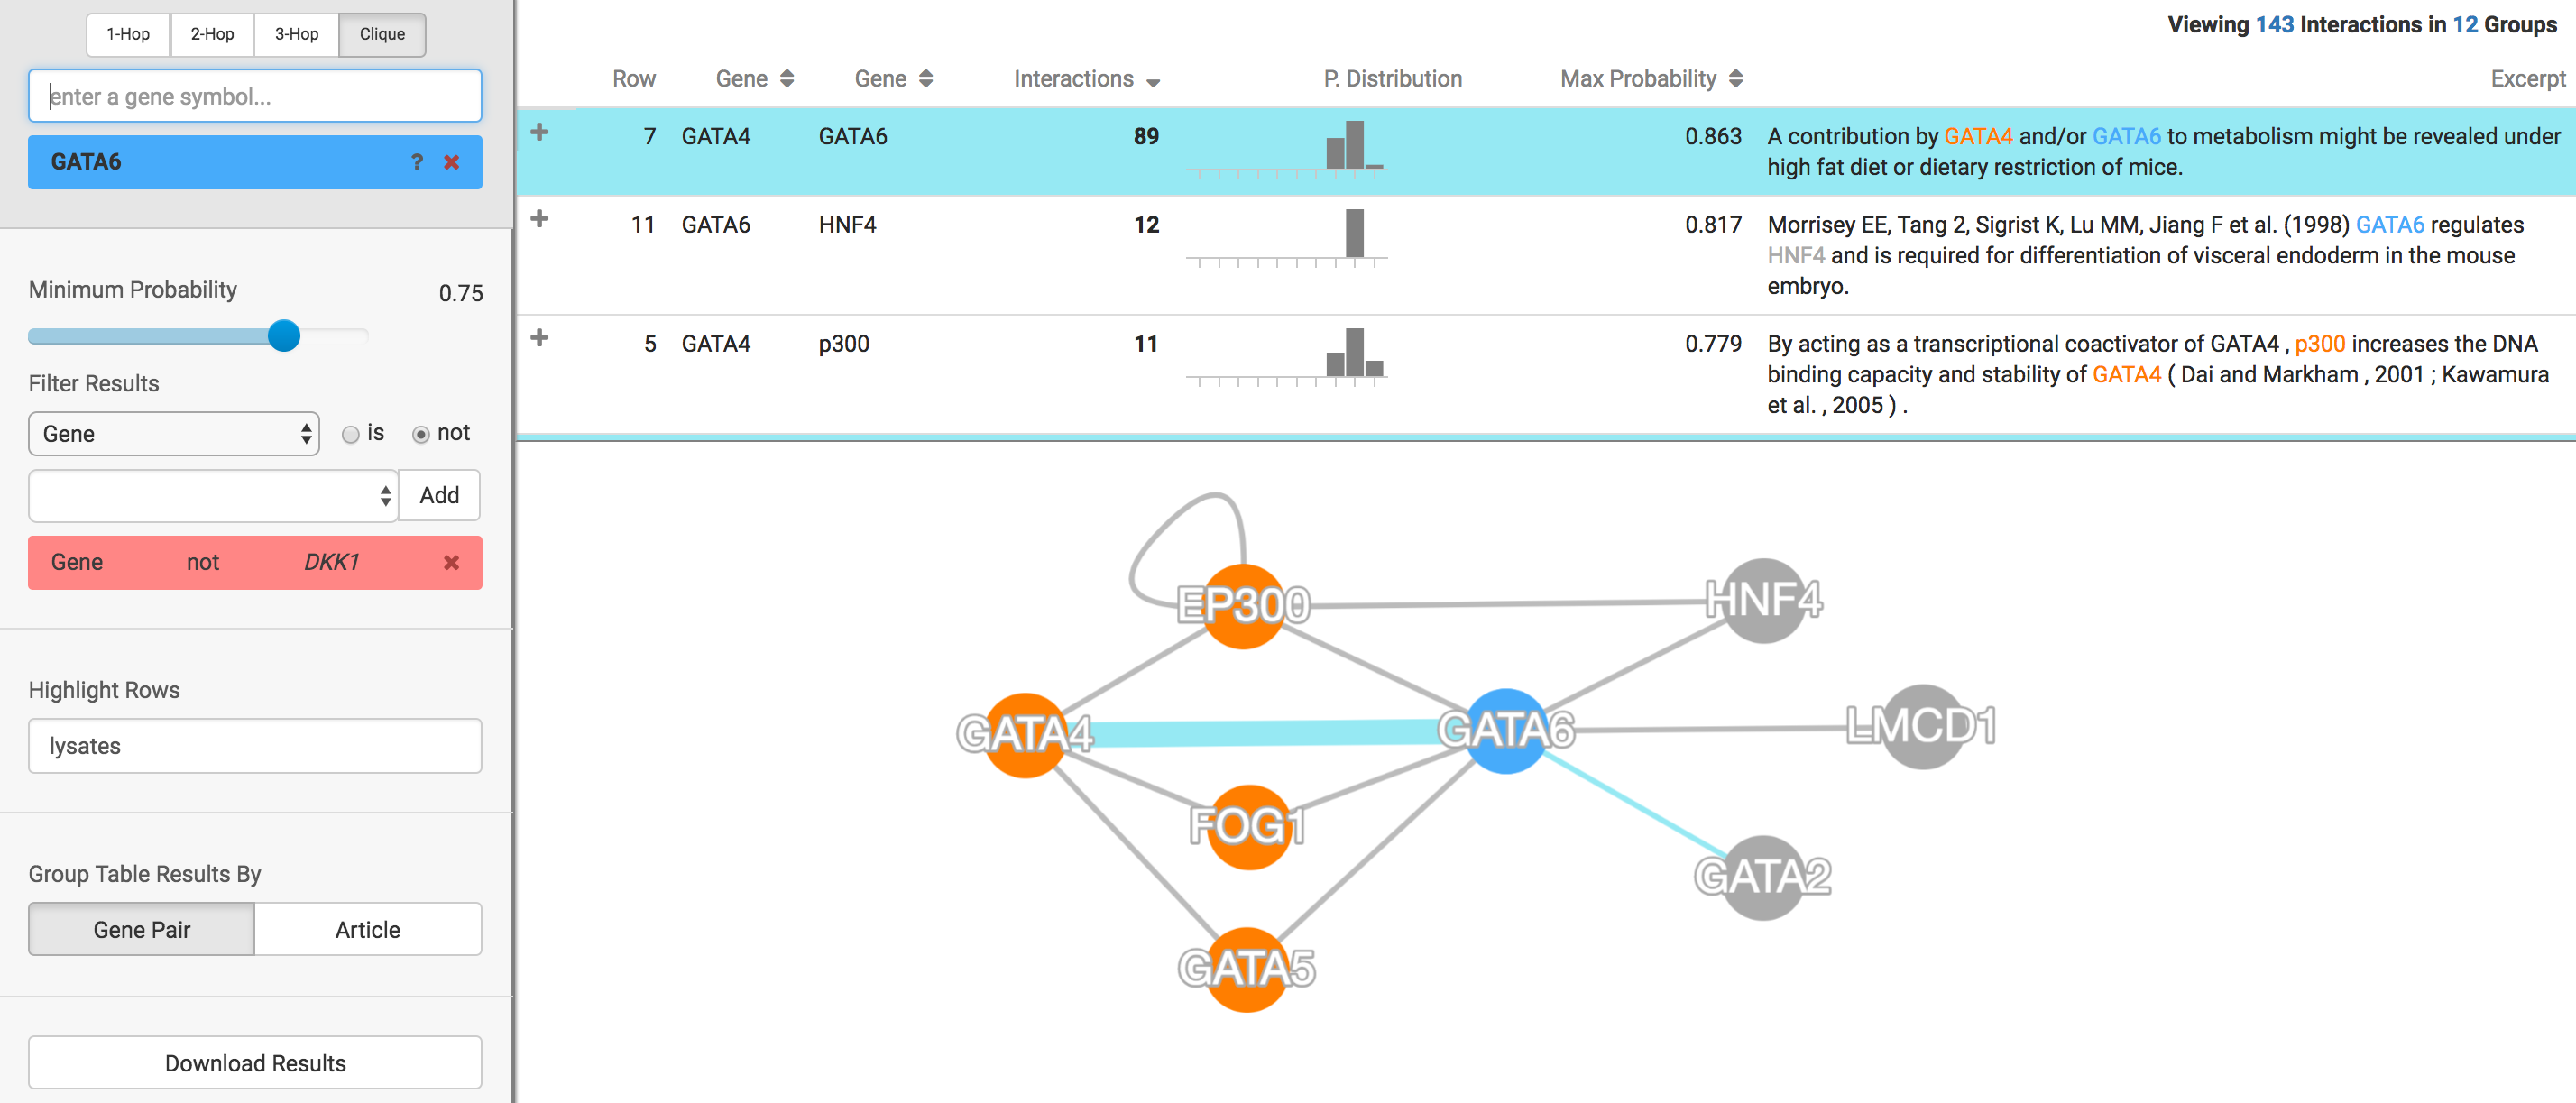 1-Hop 2-Hop 3-Hop Clique
enter a gene symbol...
GATA6 ? ✖
Minimum Probability 0.75
Filter Results
Gene is not
Add
Gene not DKK1 ✖
Highlight Rows
lysates
Group Table Results By
Gene Pair Article
Download Results
Viewing 143 Interactions in 12 Groups
Row Gene Gene Interactions P. Distribution Max Probability Excerpt
7 GATA4 GATA6 89 0.863 A contribution by GATA4 and/or GATA6 to metabolism might be revealed under
high fat diet or dietary restriction of mice.
11 GATA6 HNF4 12 0.817 Morrisey EE, Tang 2, Sigrist K, Lu MM, Jiang F et al. (1998) GATA6 regulates
HNF4 and is required for differentiation of visceral endoderm in the mouse
embryo.
5 GATA4 p300 11 0.779 By acting as a transcriptional coactivator of GATA4 , p300 increases the DNA
binding capacity and stability of GATA4 ( Dai and Markham , 2001 ; Kawamura
et al. , 2005 ) .
EP300
HNF4
GATA4
GATA6
LMCD1
FOG1
GATA2
GATA5